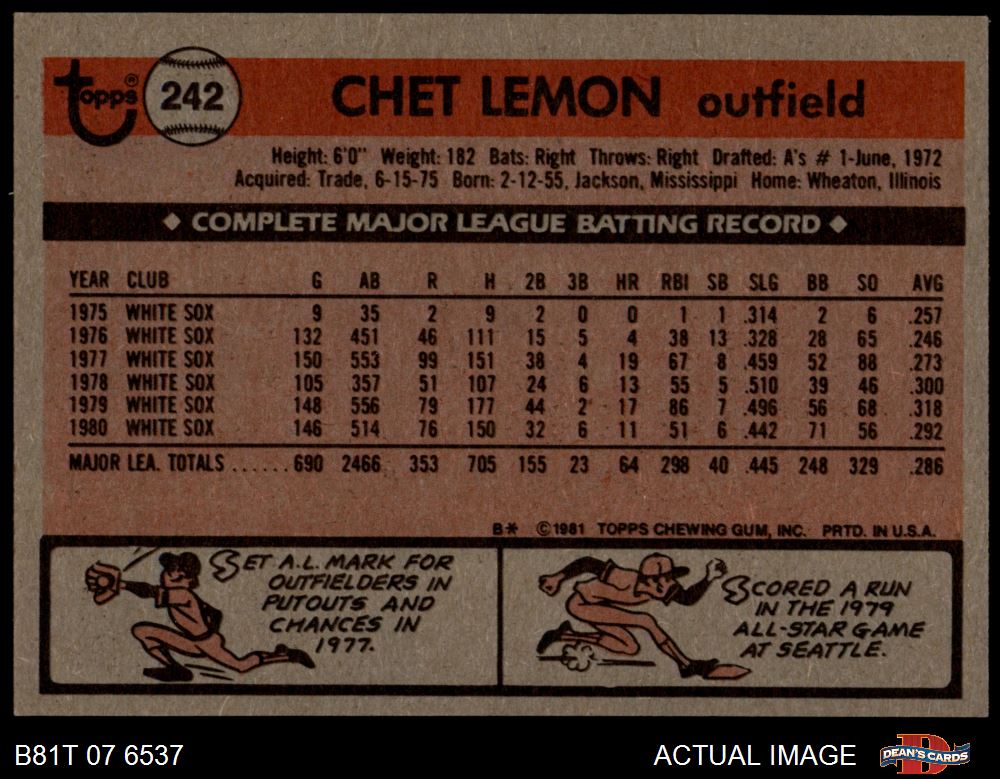 Topps® 242 CHET LEMON outfield
Height: 6'0" Weight: 182 Bats: Right Throws: Right Drafted: A's # 1-June, 1972
Acquired: Trade, 6-15-75 Born: 2-12-55, Jackson, Mississippi Home: Wheaton, Illinois
◆ COMPLETE MAJOR LEAGUE BATTING RECORD ◆
YEAR CLUB G AB R H 2B 3B HR RBI SB SLG BB SO AVG
1975 WHITE SOX 9 35 2 9 2 0 0 1 1 .314 2 6 .257
1976 WHITE SOX 132 451 46 111 15 5 4 38 13 .328 28 65 .246
1977 WHITE SOX 150 553 99 151 38 4 19 67 8 .459 52 88 .273
1978 WHITE SOX 105 357 51 107 24 6 13 55 5 .510 39 46 .300
1979 WHITE SOX 148 556 79 177 44 2 17 86 7 .496 56 68 .318
1980 WHITE SOX 146 514 76 150 32 6 11 51 6 .442 71 56 .292
MAJOR LEA. TOTALS ...... 690 2466 353 705 155 23 64 298 40 .445 248 329 .286
B* ©1981 TOPPS CHEWING GUM, INC. PRTD. IN U.S.A.
SET A.L. MARK FOR
OUTFIELDERS IN
PUTOUTS AND
CHANCES IN
1977.
SCORED A RUN
IN THE 1979
ALL-STAR GAME
AT SEATTLE.
B81T 07 6537 ACTUAL IMAGE DEAN'S CARDS